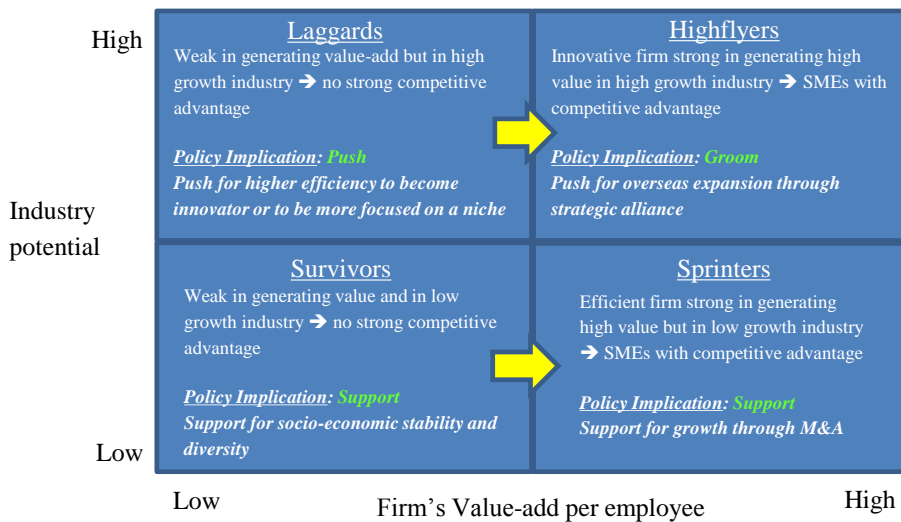 High
Laggards
Weak in generating value-add but in high
growth industry ➔ no strong competitive
advantage
Policy Implication: Push
Push for higher efficiency to become
innovator or to be more focused on a niche
Highflyers
Innovative firm strong in generating high
value in high growth industry ➔ SMEs with
competitive advantage
Policy Implication: Groom
Push for overseas expansion through
strategic alliance
Industry
potential
Survivors
Weak in generating value and in low
growth industry ➔ no strong competitive
advantage
Policy Implication: Support
Support for socio-economic stability and
diversity
Sprinters
Efficient firm strong in generating
high value but in low growth industry
➔ SMEs with competitive advantage
Policy Implication: Support
Support for growth through M&A
Low
Low
Firm's Value-add per employee
High